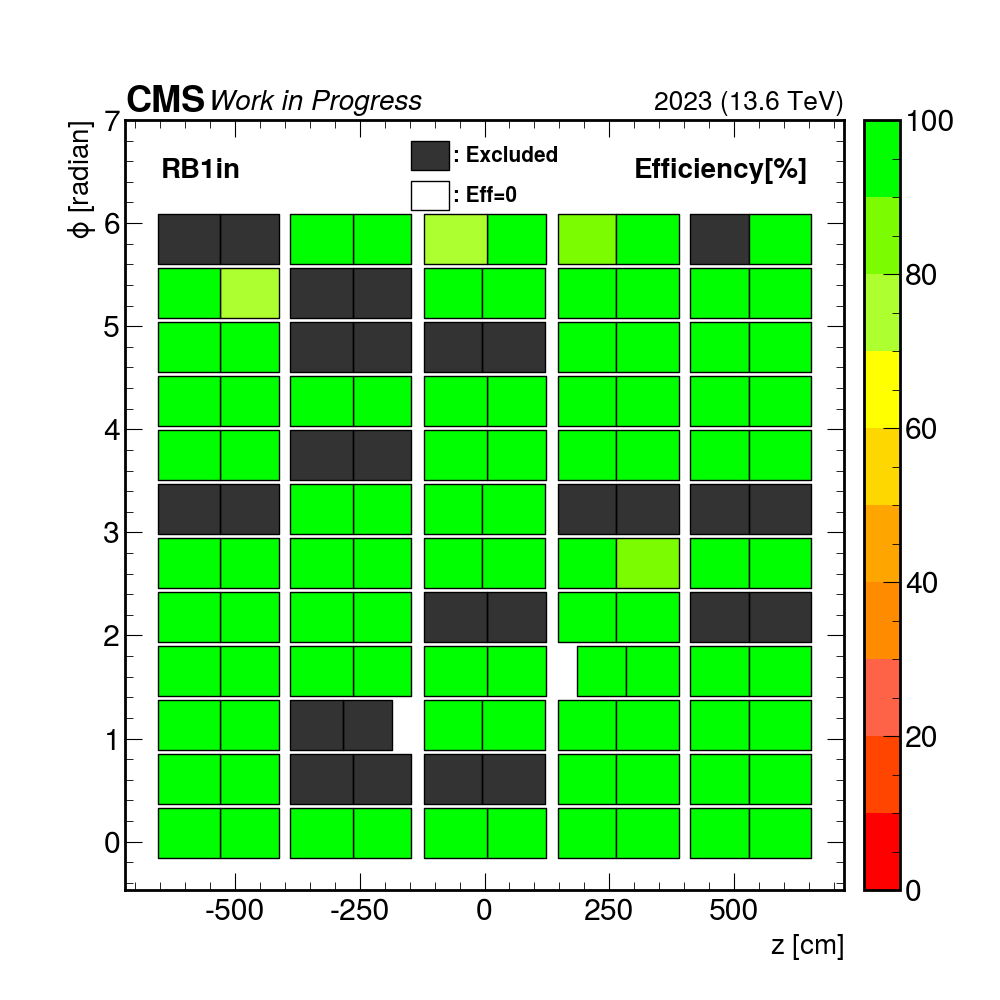 CMS Work in Progress 2023 (13.6 TeV)
RB1in
: Excluded
: Eff=0
Efficiency[%]
ϕ [radian]
7
6
5
4
3
2
1
0
-500 -250 0 250 500
z [cm]
100
80
60
40
20
0